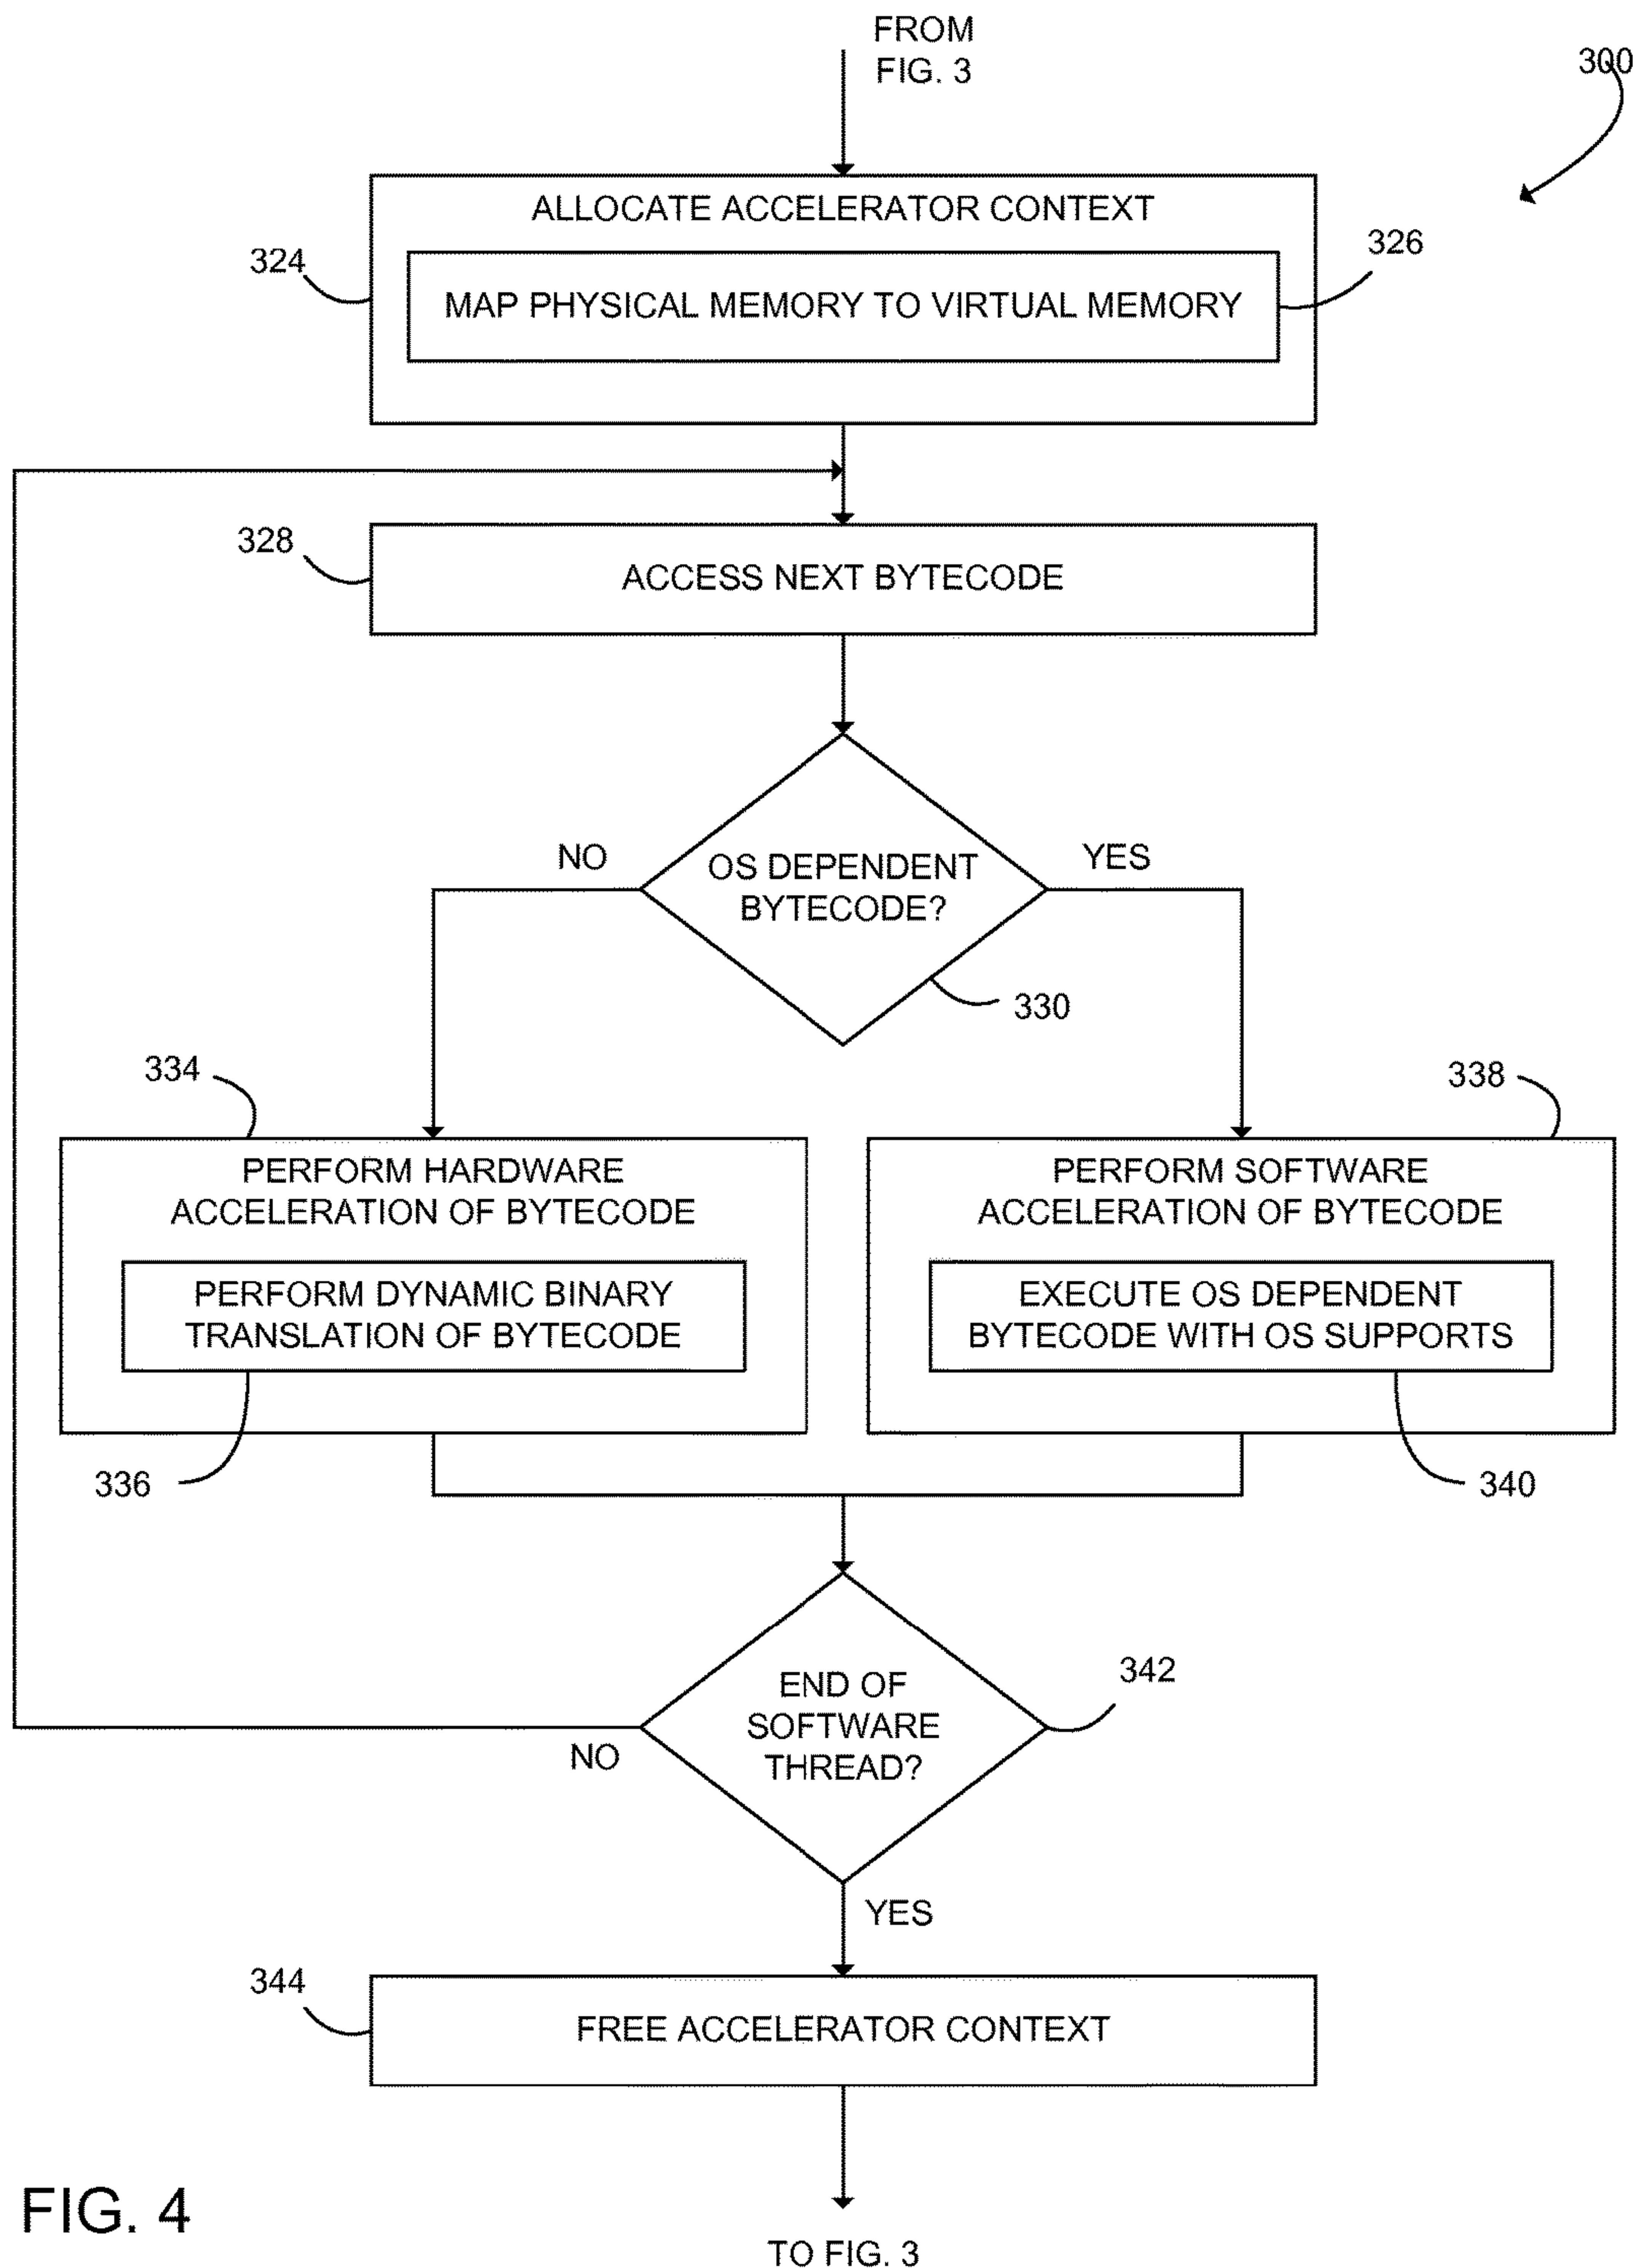 FROM
FIG. 3
300
ALLOCATE ACCELERATOR CONTEXT
324
326
MAP PHYSICAL MEMORY TO VIRTUAL MEMORY
328
ACCESS NEXT BYTECODE
NO
YES
OS DEPENDENT
BYTECODE?
330
334
338
PERFORM HARDWARE
ACCELERATION OF BYTECODE
PERFORM DYNAMIC BINARY
TRANSLATION OF BYTECODE
336
PERFORM SOFTWARE
ACCELERATION OF BYTECODE
EXECUTE OS DEPENDENT
BYTECODE WITH OS SUPPORTS
340
END OF
SOFTWARE
THREAD?
342
NO
YES
344
FREE ACCELERATOR CONTEXT
FIG. 4
TO FIG. 3